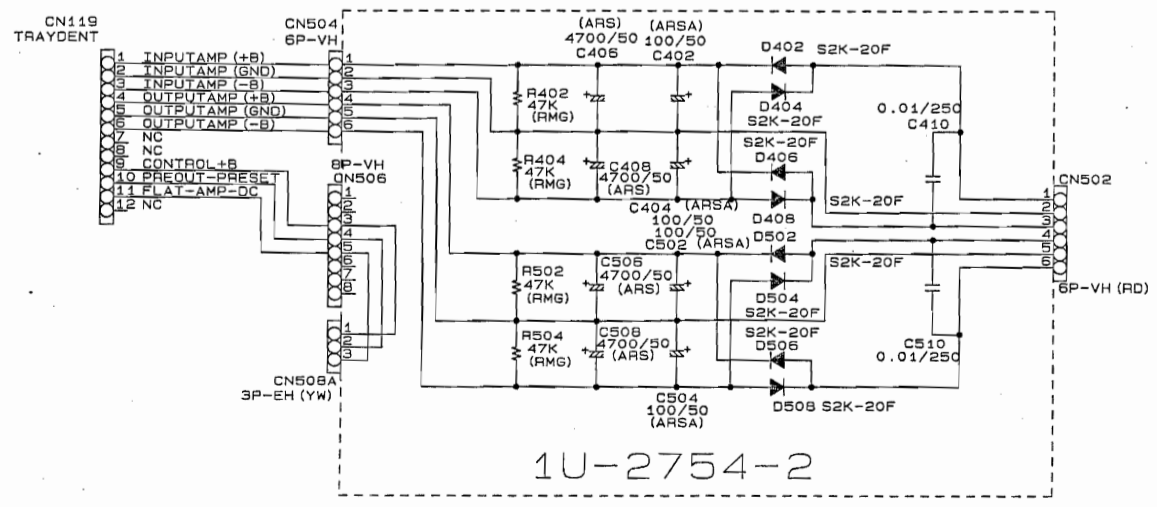 CN119
TRAYDENT
1 INPUTAMP (+B)
2 INPUTAMP (GND)
3 INPUTAMP (-B)
4 OUTPUTAMP (+B)
5 OUTPUTAMP (GND)
6 OUTPUTAMP (-B)
7 NC
8 NC
9 CONTROL+B
10 PREOUT-PRESET
11 FLAT-AMP-DC
12 NC
CN504
6P-VH
1
2
3
4
5
6
8P-VH
CN506
1
2
3
4
5
6
7
8
1
2
3
CN508A
3P-EH (YW)
(ARS)
4700/50
C406
(ARSA)
100/50
C402
D402
S2K-20F
R402
47K
(RMG)
D404
S2K-20F
0.01/250
C410
R404
47K
(RMG)
C408
4700/50
(ARS)
S2K-20F
D406
D408
S2K-20F
C404 (ARSA)
100/50
100/50
C502 (ARSA)
D502
S2K-20F
CN502
1
2
3
4
5
6
6P-VH (RD)
R502
47K
(RMG)
C506
4700/50
(ARS)
D504
S2K-20F
R504
47K
(RMG)
C508
4700/50
(ARS)
S2K-20F
D506
C510
0.01/250
C504
100/50
(ARSA)
D508 S2K-20F
1U-2754-2